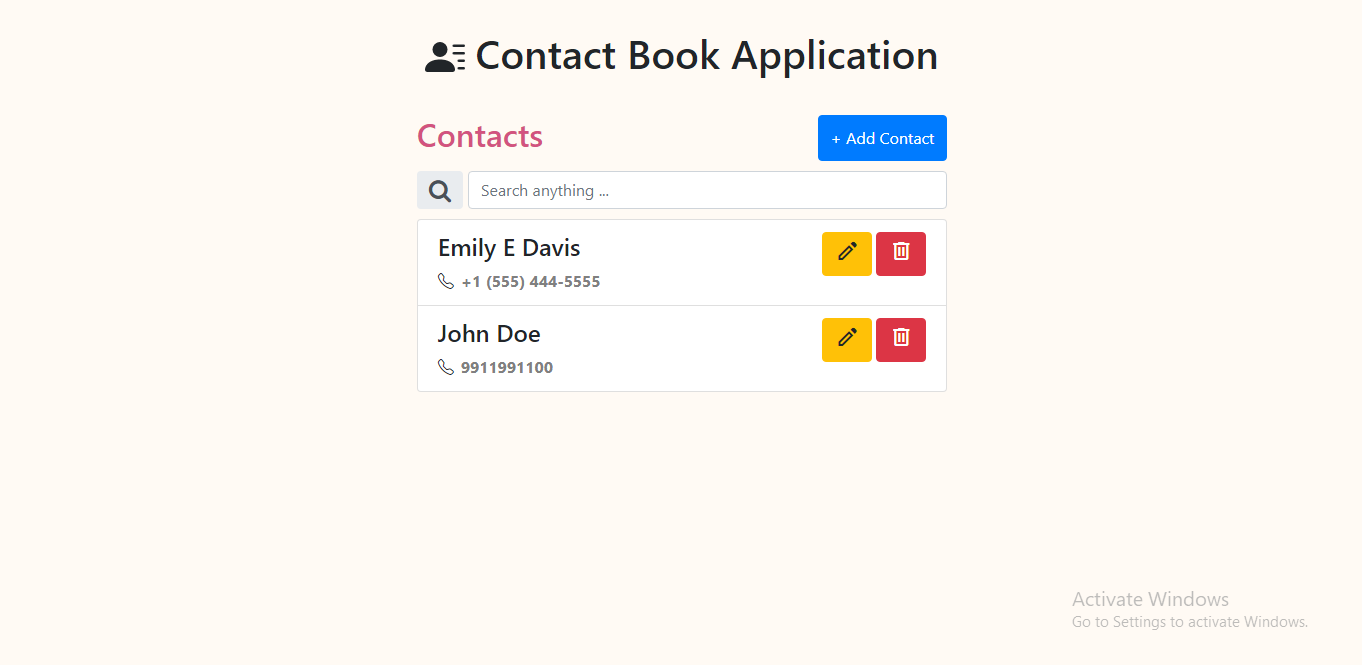 Contact Book Application
Contacts
+ Add Contact
Search anything ...
Emily E Davis
+1 (555) 444-5555
John Doe
9911991100
Activate Windows
Go to Settings to activate Windows.